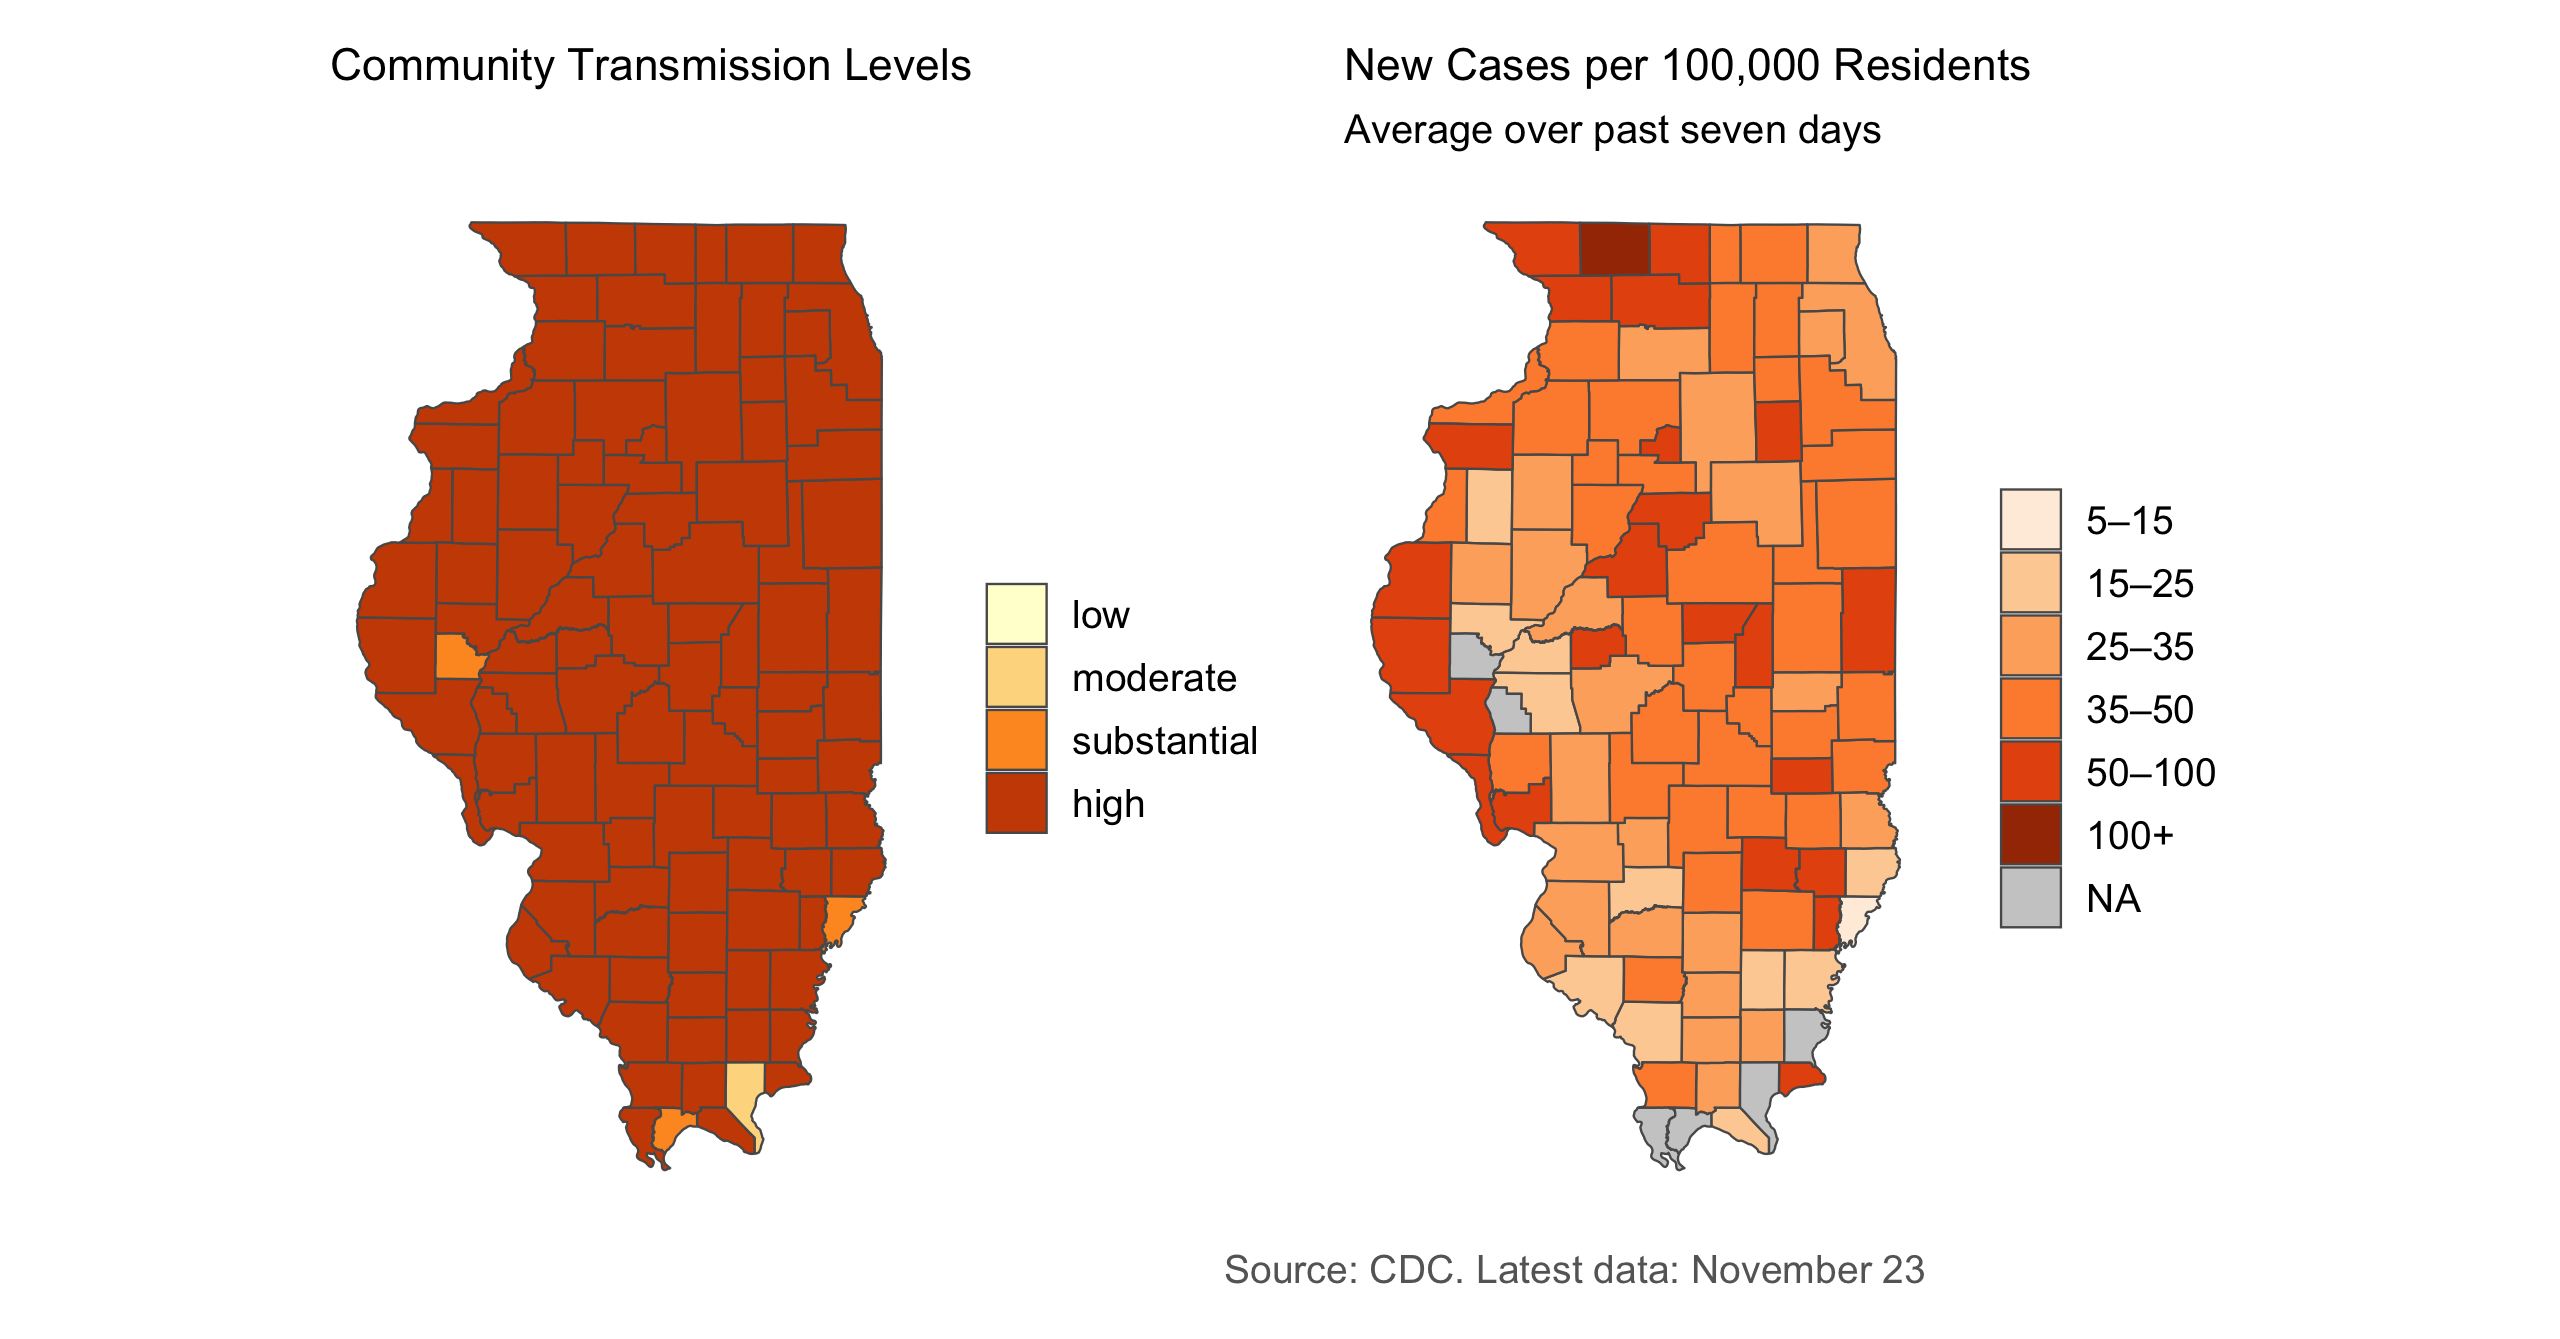 Community Transmission Levels
New Cases per 100,000 Residents
Average over past seven days
low
moderate
substantial
high
5–15
15–25
25–35
35–50
50–100
100+
NA
Source: CDC. Latest data: November 23